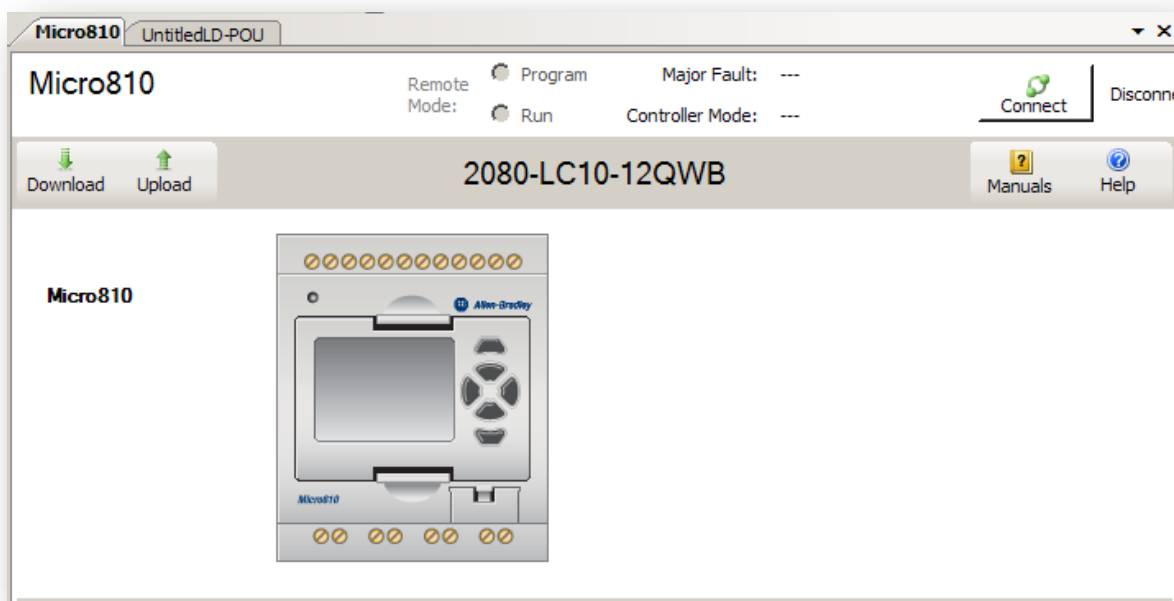 Micro810 UntitledLD-POU
Micro810
Remote Mode:
Program
Run
Major Fault: ---
Controller Mode: ---
Connect
Disconne
Download Upload
2080-LC10-12QWB
Manuals Help
Micro810
Allen-Bradley
Micro810